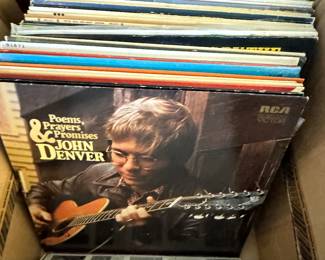 Poems,
Prayers
& Promises
JOHN
DENVER
RCA